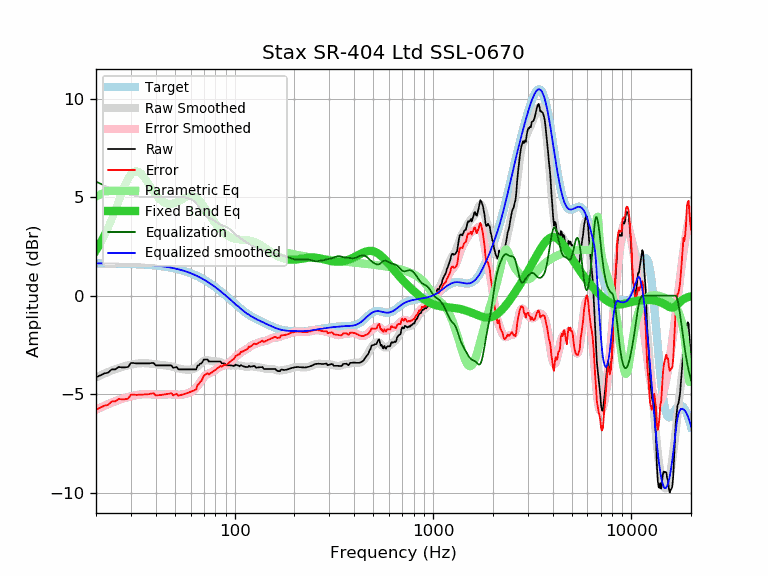 Stax SR-404 Ltd SSL-0670
Target
Raw Smoothed
Error Smoothed
Raw
Error
Parametric Eq
Fixed Band Eq
Equalization
Equalized smoothed
10
5
0
−5
−10
Amplitude (dBr)
100
1000
10000
Frequency (Hz)